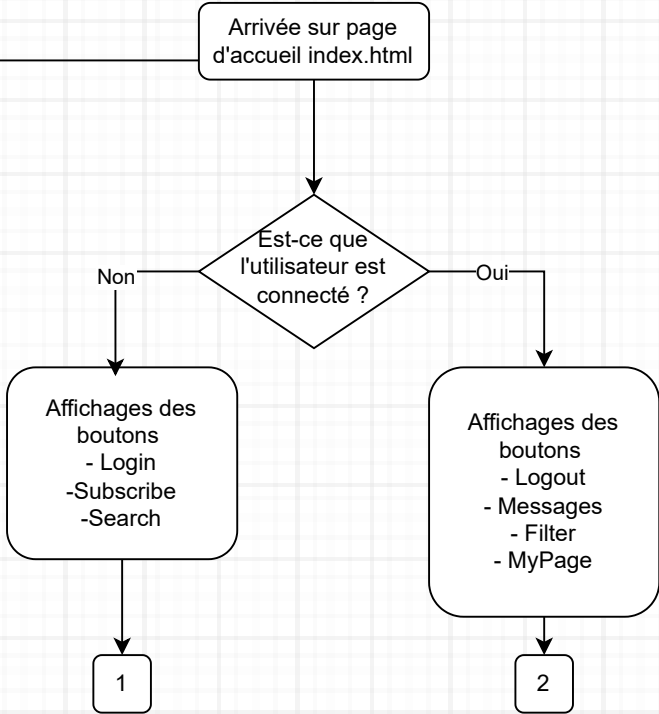 Arrivée sur page
d'accueil index.html
Est-ce que
l'utilisateur est
connecté ?
Non
Oui
Affichages des
boutons
- Login
-Subscribe
-Search
Affichages des
boutons
- Logout
- Messages
- Filter
- MyPage
1
2